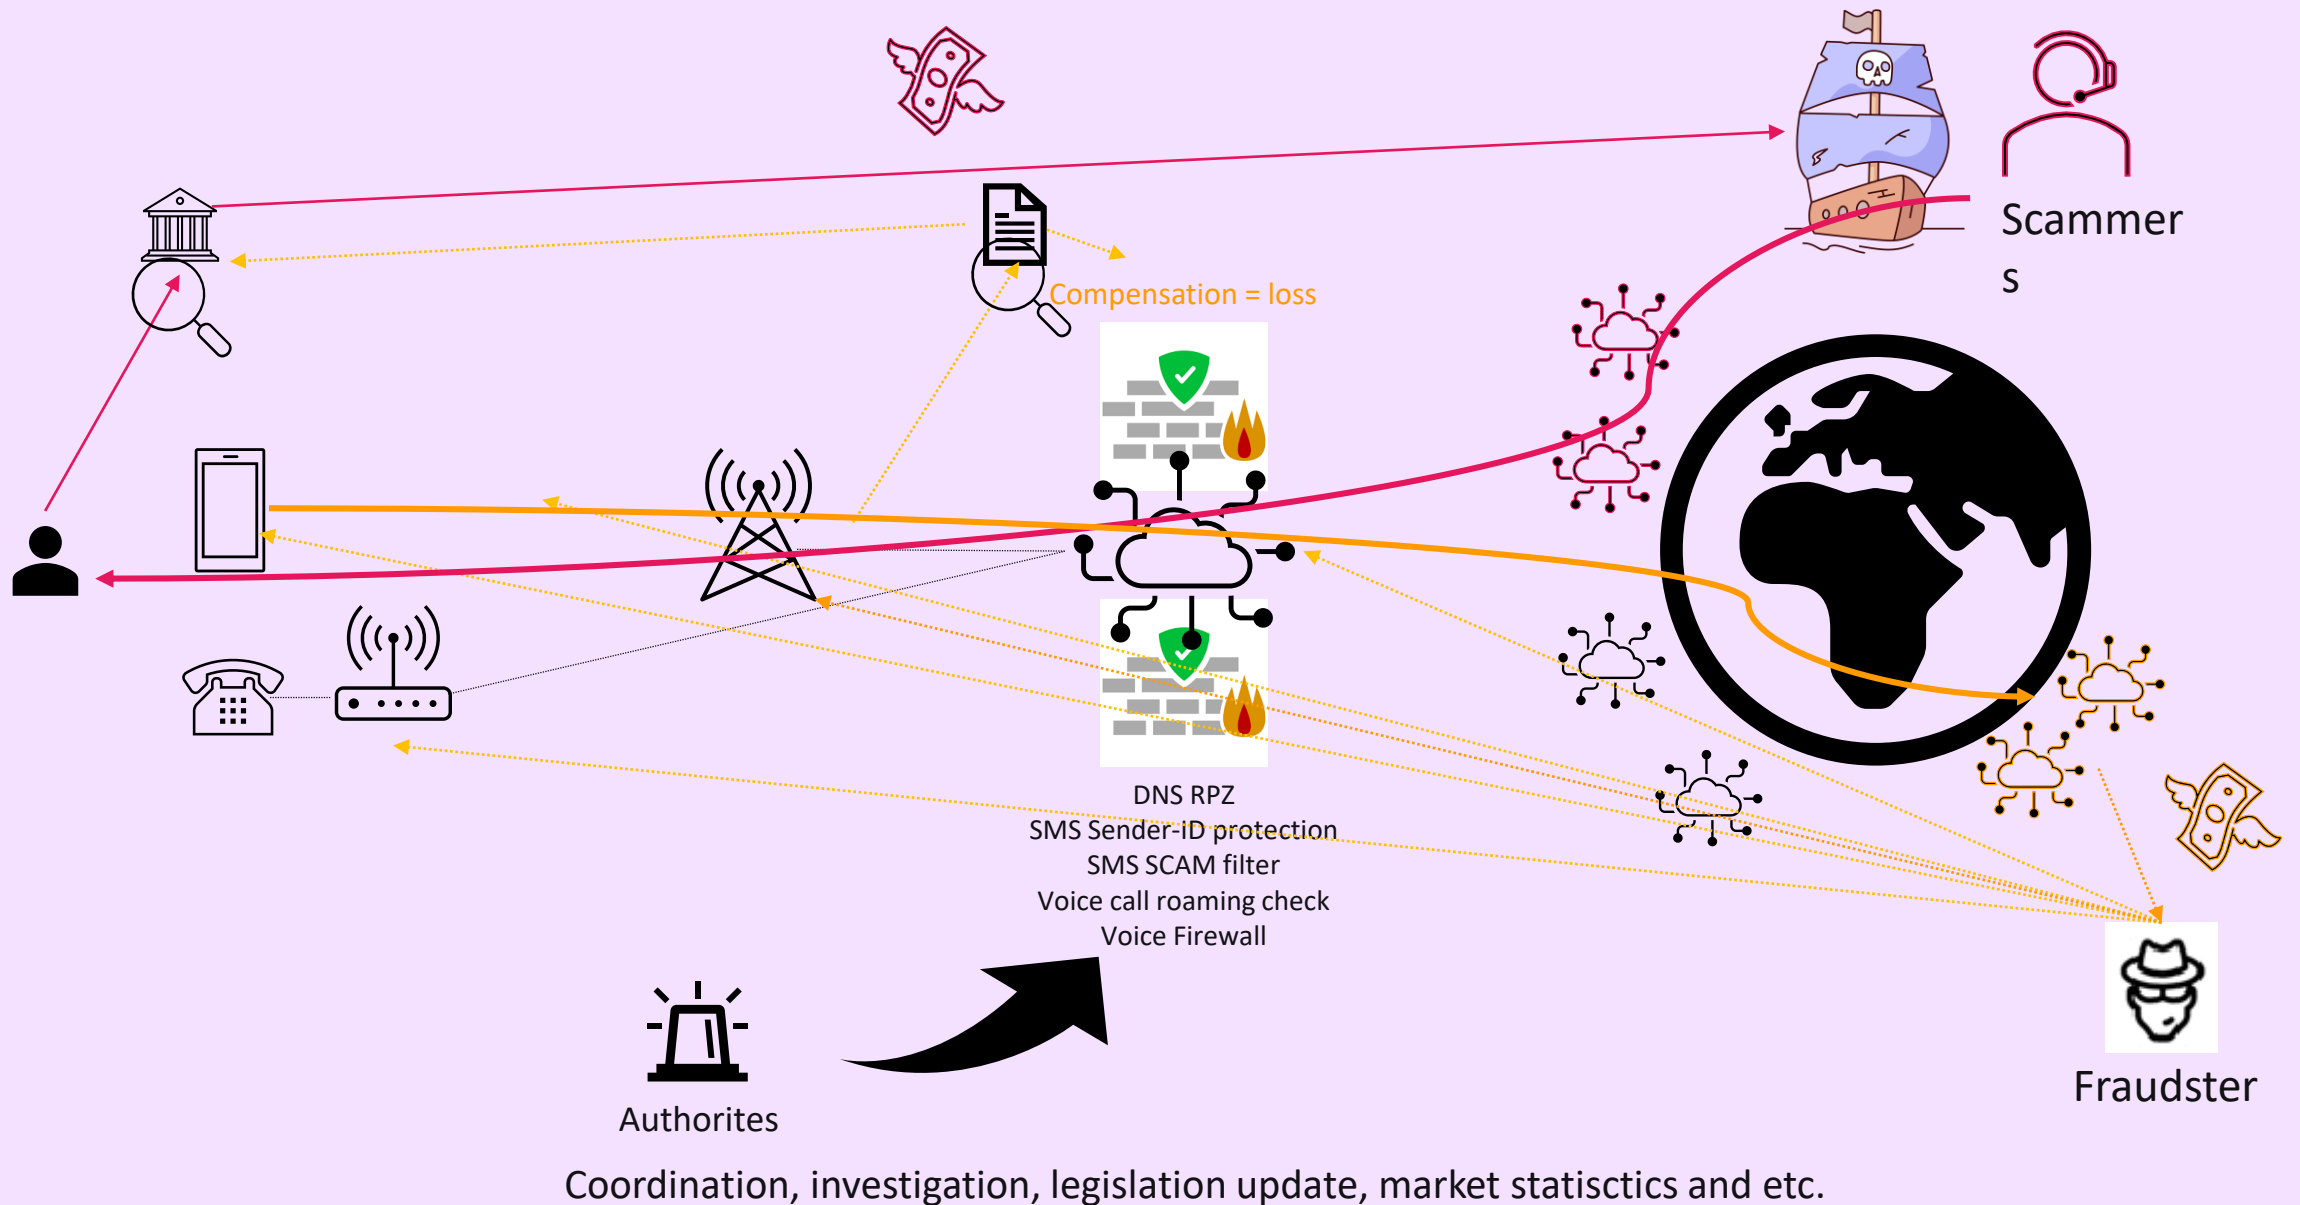 Scammer
s
Compensation = loss
DNS RPZ
SMS Sender-iD protection
SMS SCAM filter
Voice call roaming check
Voice Firewall
Fraudster
Authorites
Coordination, investigation, legislation update, market statisctics and etc.